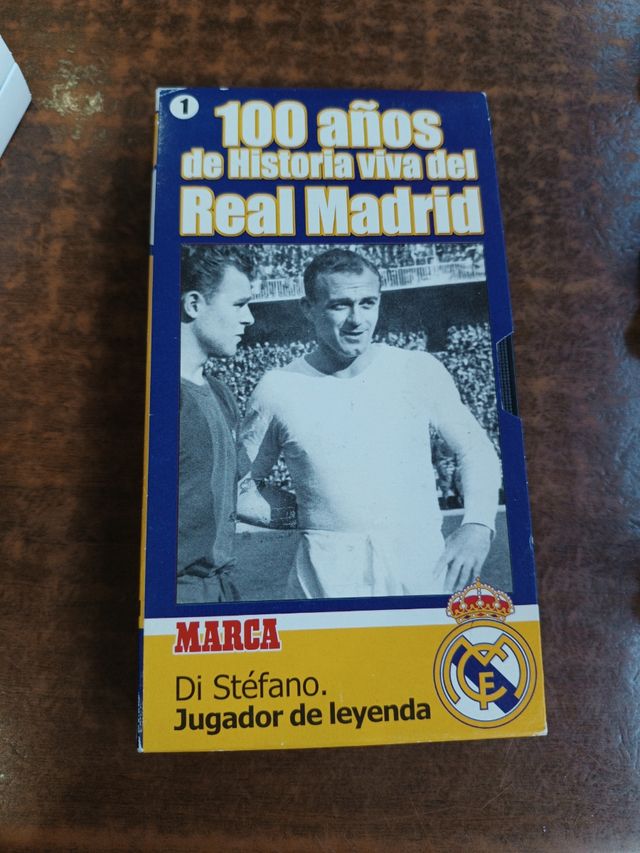 1
100 años
de Historia viva del
Real Madrid
MARCA
Di Stéfano.
Jugador de leyenda